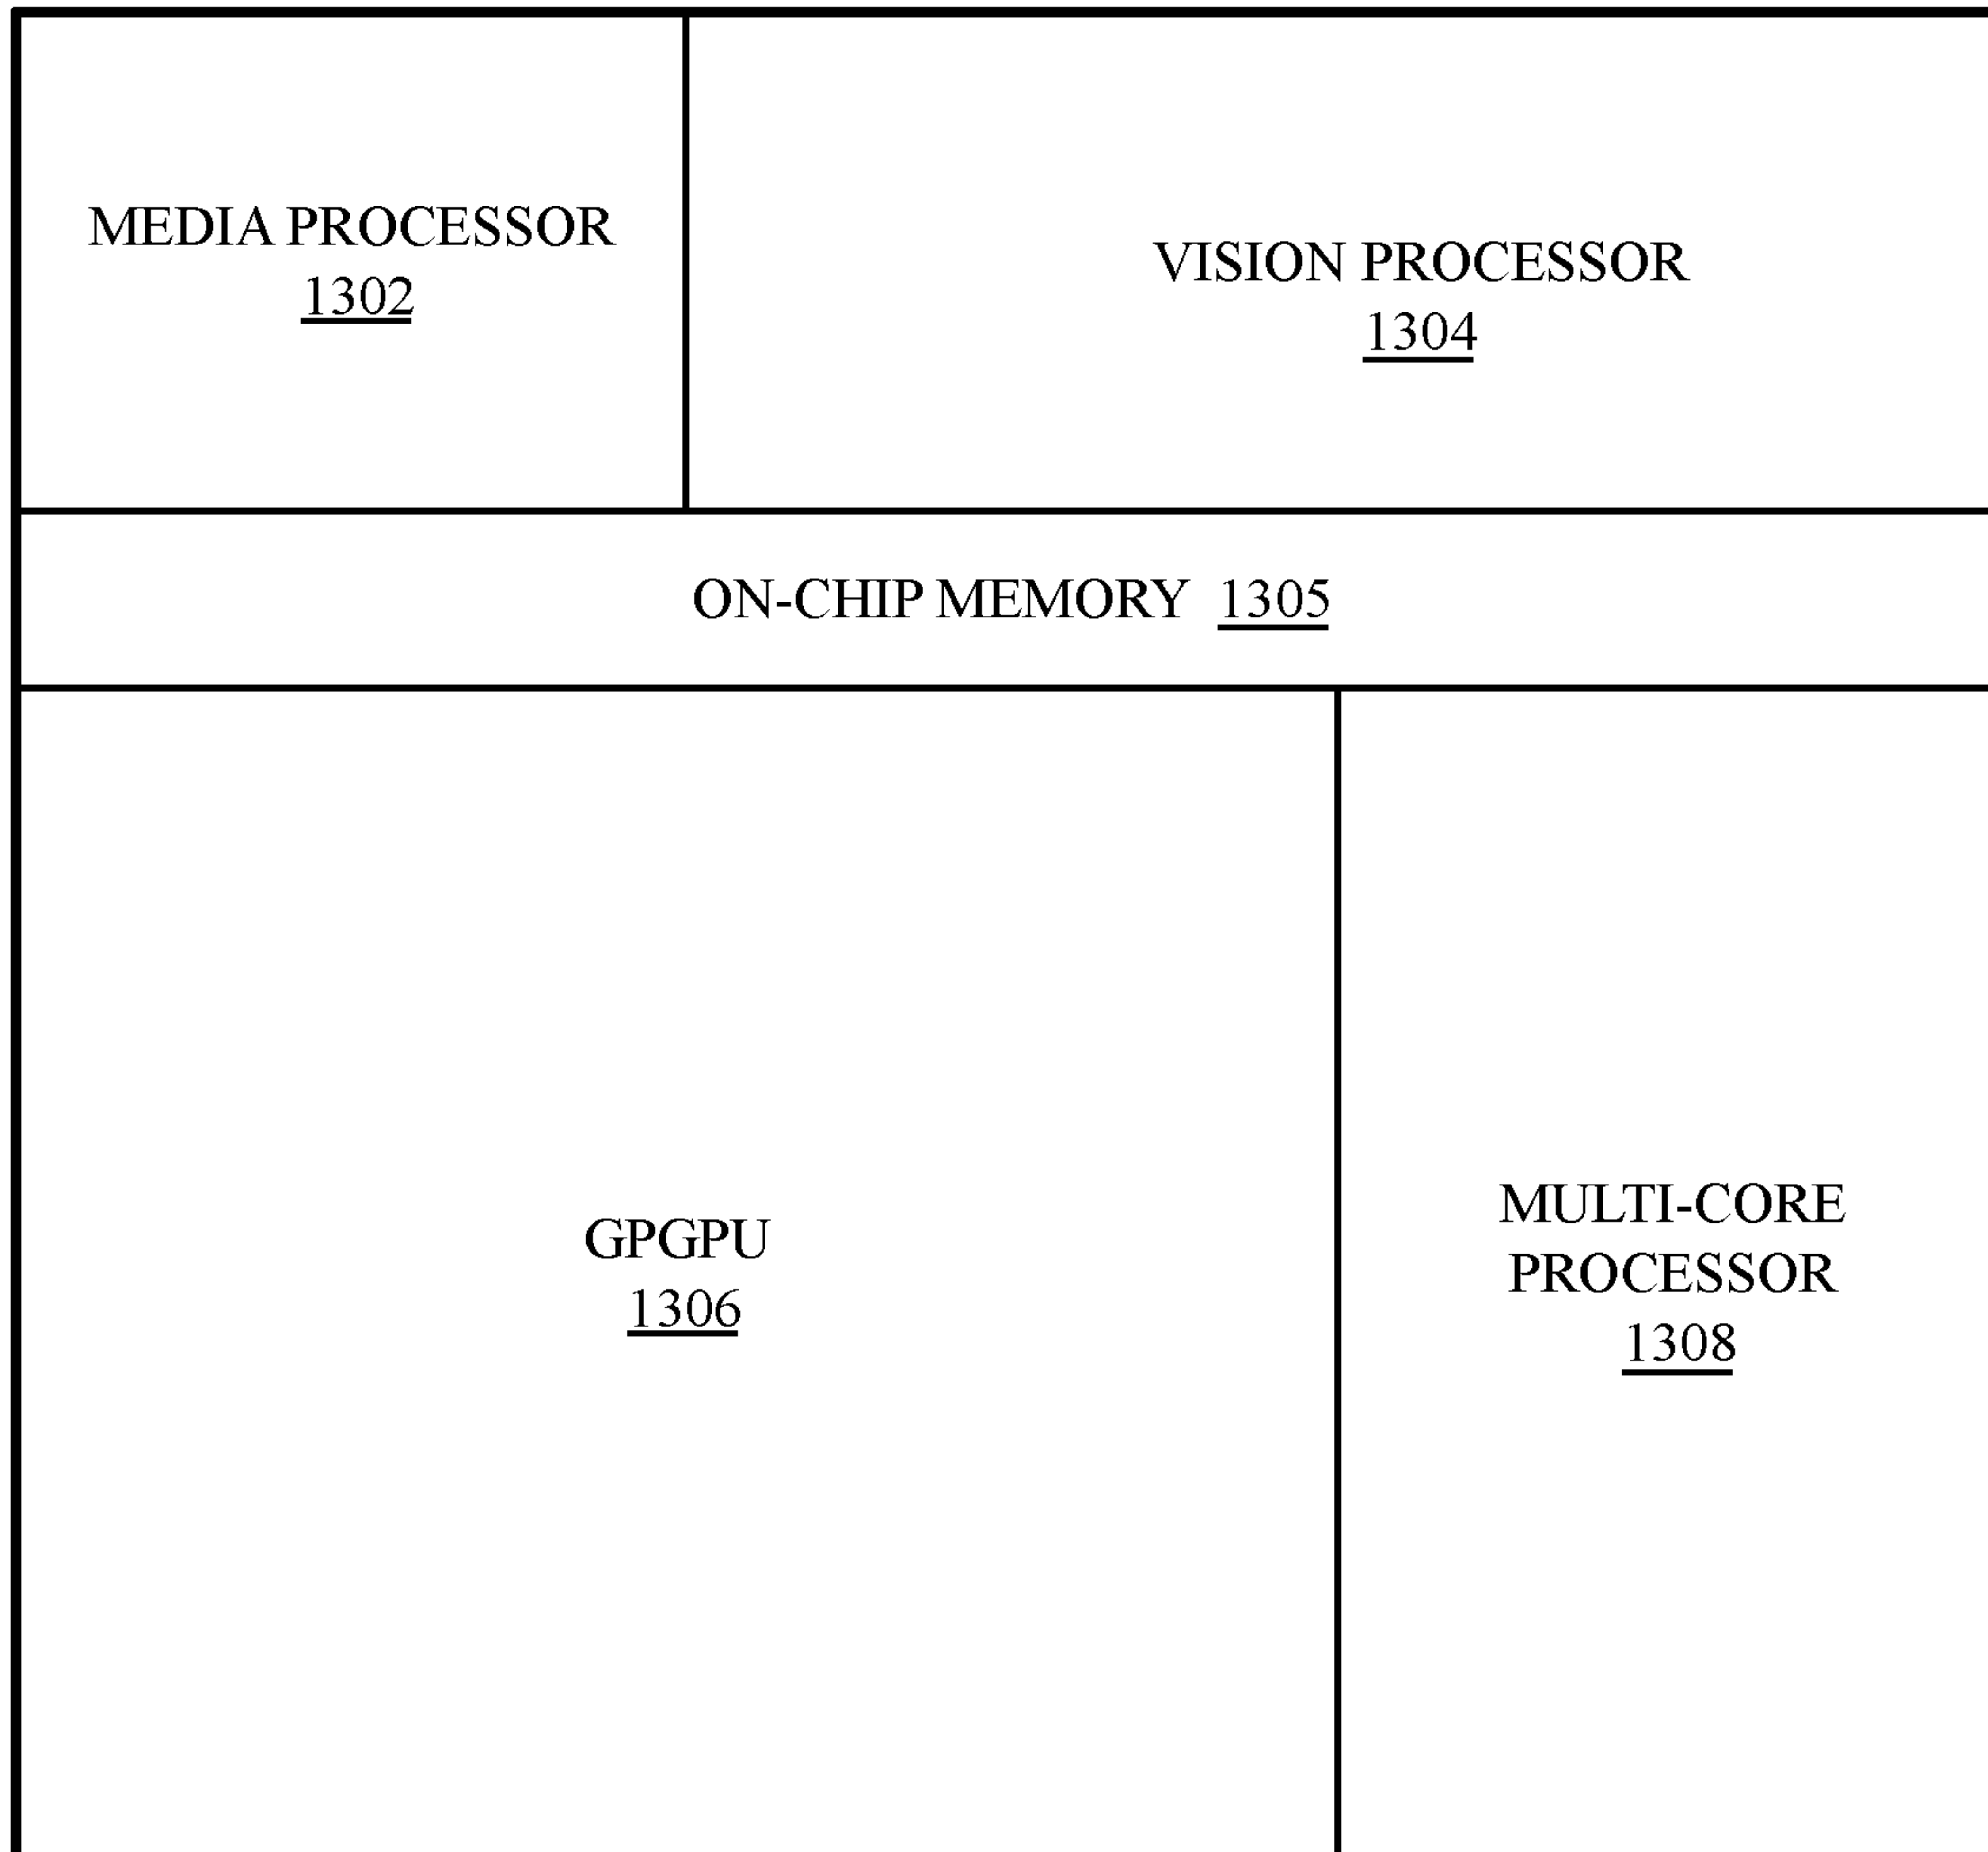 MEDIA PROCESSOR
1302
VISION PROCESSOR
1304
ON-CHIP MEMORY 1305
GPGPU
1306
MULTI-CORE
PROCESSOR
1308